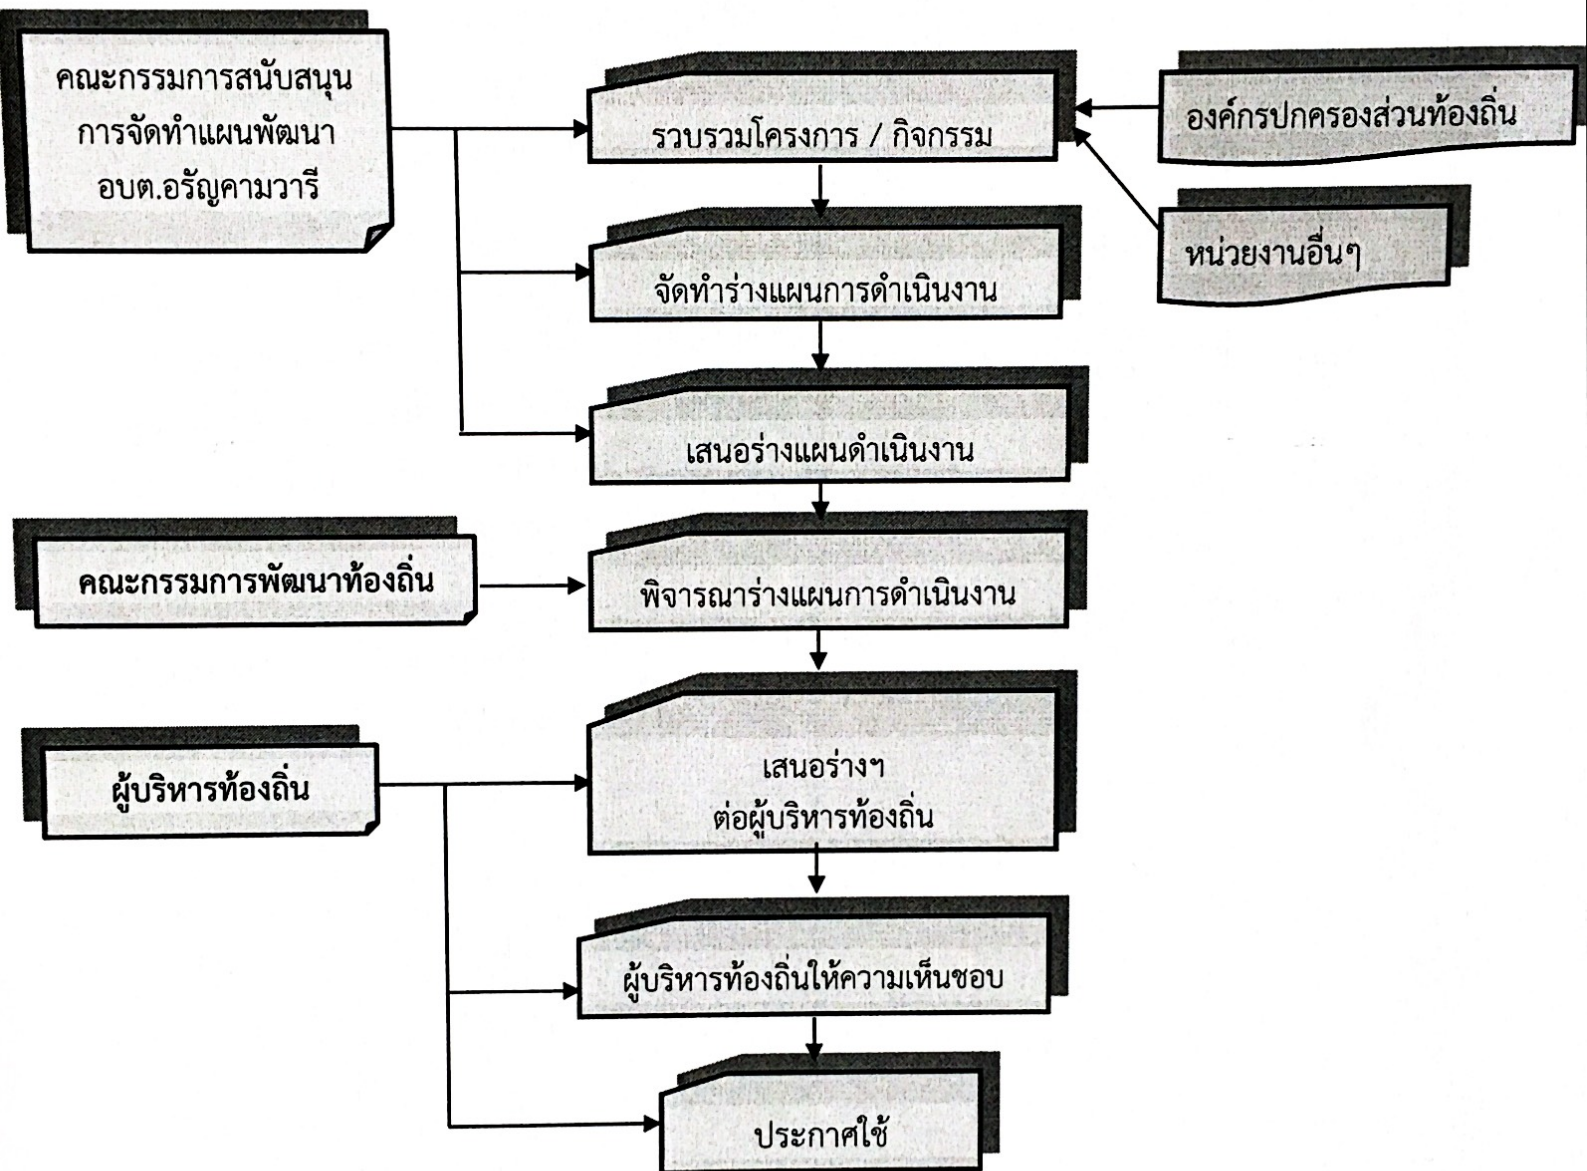 คณะกรรมการสนับสนุน
การจัดทำแผนพัฒนา
อบต.อรัญคามวารี
รวบรวมโครงการ / กิจกรรม
องค์กรปกครองส่วนท้องถิ่น
หน่วยงานอื่นๆ
จัดทำร่างแผนการดำเนินงาน
เสนอร่างแผนดำเนินงาน
คณะกรรมการพัฒนาท้องถิ่น
พิจารณาร่างแผนการดำเนินงาน
ผู้บริหารท้องถิ่น
เสนอร่างฯ
ต่อผู้บริหารท้องถิ่น
ผู้บริหารท้องถิ่นให้ความเห็นชอบ
ประกาศใช้